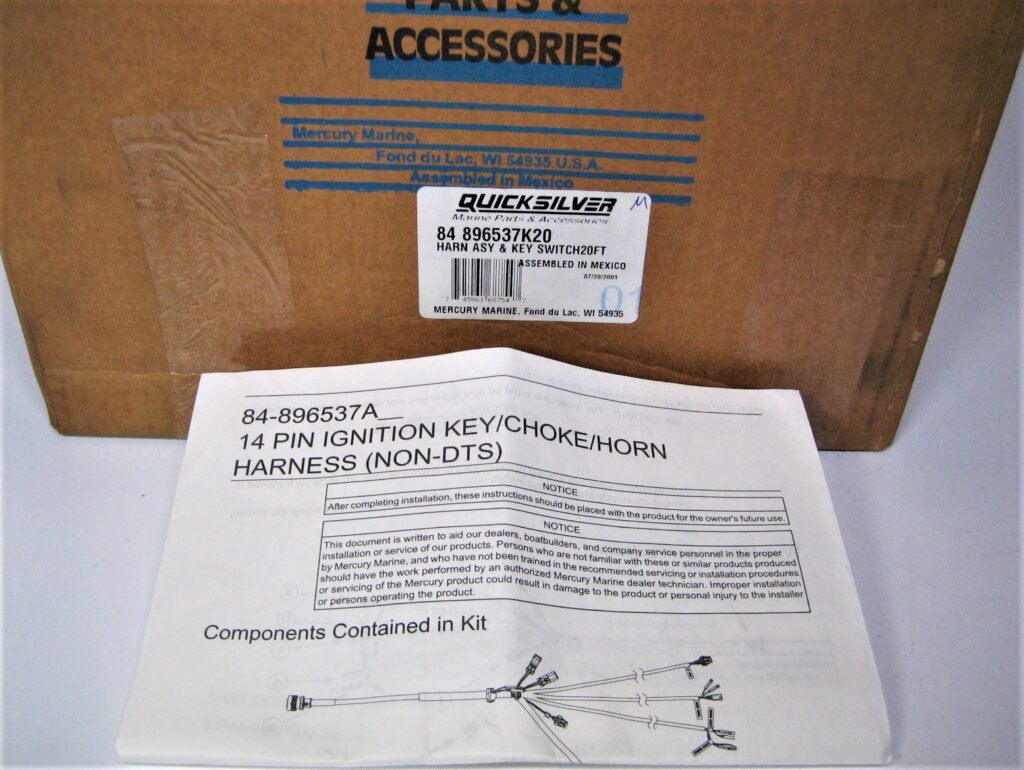 PARTS &
ACCESSORIES
Mercury Marine,
Fond du Lac, WI 54935 U.S.A.
Assembled in Mexico
QUICKSILVER
Marine Parts & Accessories
84 896537K20
HARN ASY & KEY SWITCH20FT
ASSEMBLED IN MEXICO
MERCURY MARINE, Fond du Lac, WI 54935
84-896537A
14 PIN IGNITION KEY/CHOKE/HORN
HARNESS (NON-DTS)
NOTICE
After completing installation, these instructions should be placed with the product for the owner's future use.
NOTICE
This document is written to aid our dealers, boatbuilders, and company service personnel in the proper
installation or service of our products. Persons who are not familiar with these or similar products produced
by Mercury Marine, and who have not been trained in the recommended servicing or installation procedures
should have the work performed by an authorized Mercury Marine dealer technician. Improper installation
or servicing of the Mercury product could result in damage to the product or personal injury to the installer
or persons operating the product.
Components Contained in Kit